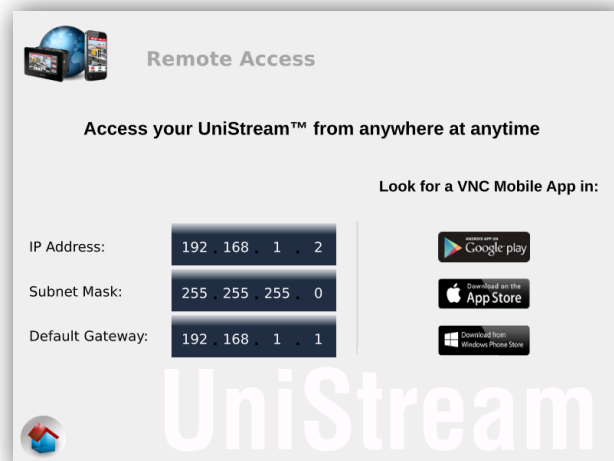 Remote Access
Access your UniStream™ from anywhere at anytime
Look for a VNC Mobile App in:
IP Address: 192 . 168 . 1 . 2
ANDROID APP ON
Google play
Subnet Mask: 255 . 255 . 255 . 0
Download on the
App Store
Default Gateway: 192 . 168 . 1 . 1
Download from
Windows Phone Store
UniStream